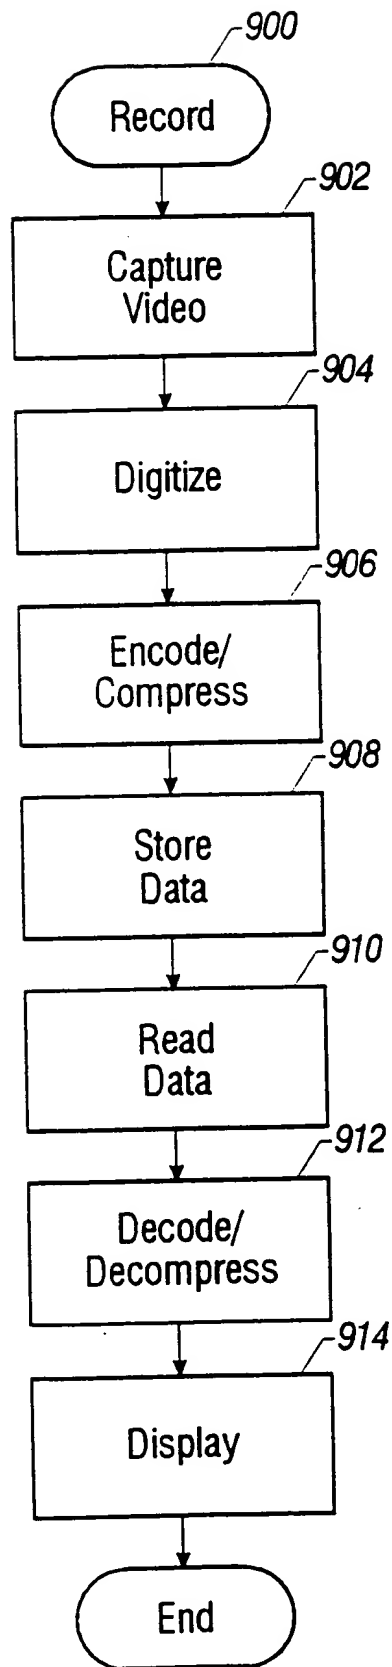 900
Record
902
Capture
Video
904
Digitize
906
Encode/
Compress
908
Store
Data
910
Read
Data
912
Decode/
Decompress
914
Display
End